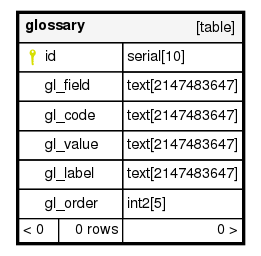 glossary [table]
id serial[10]
gl_field text[2147483647]
gl_code text[2147483647]
gl_value text[2147483647]
gl_label text[2147483647]
gl_order int2[5]
< 0 0 rows 0 >